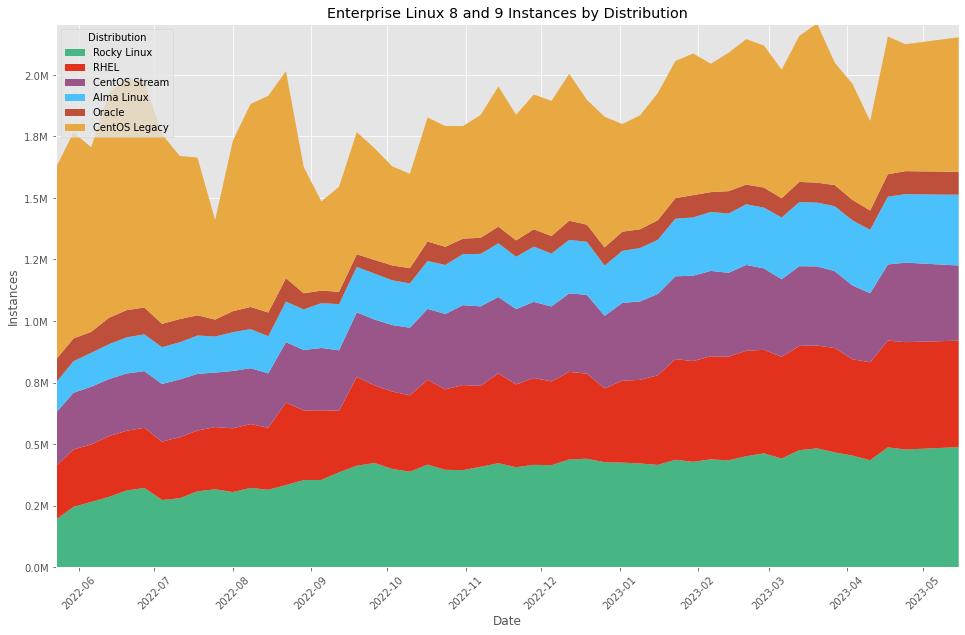 Enterprise Linux 8 and 9 Instances by Distribution
Distribution
Rocky Linux
RHEL
CentOS Stream
Alma Linux
Oracle
CentOS Legacy
2.0M
1.8M
1.5M
1.2M
1.0M
0.8M
0.5M
0.2M
0.0M
Instances
2022-06
2022-07
2022-08
2022-09
2022-10
2022-11
2022-12
2023-01
2023-02
2023-03
2023-04
2023-05
Date